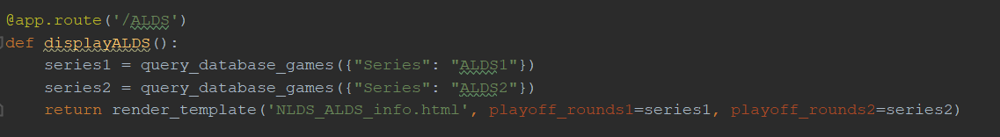 @app.route('/ALDS')
def displayALDS():
    series1 = query_database_games({"Series": "ALDS1"})
    series2 = query_database_games({"Series": "ALDS2"})
    return render_template('NLDS_ALDS_info.html', playoff_rounds1=series1, playoff_rounds2=series2)